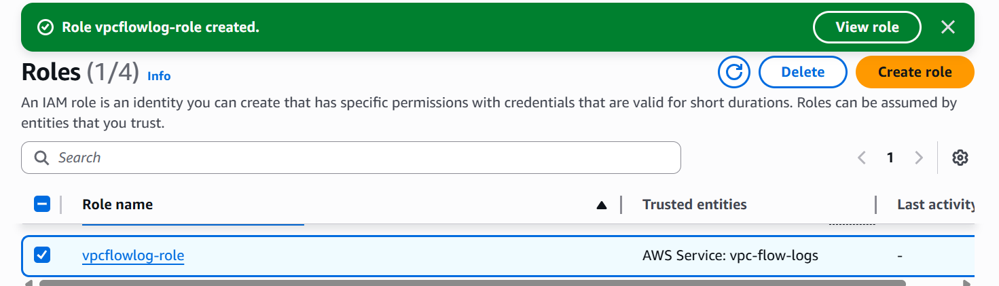 Role vpcflowlog-role created.
View role
Roles (1/4) Info
Delete
Create role
An IAM role is an identity you can create that has specific permissions with credentials that are valid for short durations. Roles can be assumed by
entities that you trust.
Search
1
Role name
Trusted entities
Last activity
vpcflowlog-role
AWS Service: vpc-flow-logs
-